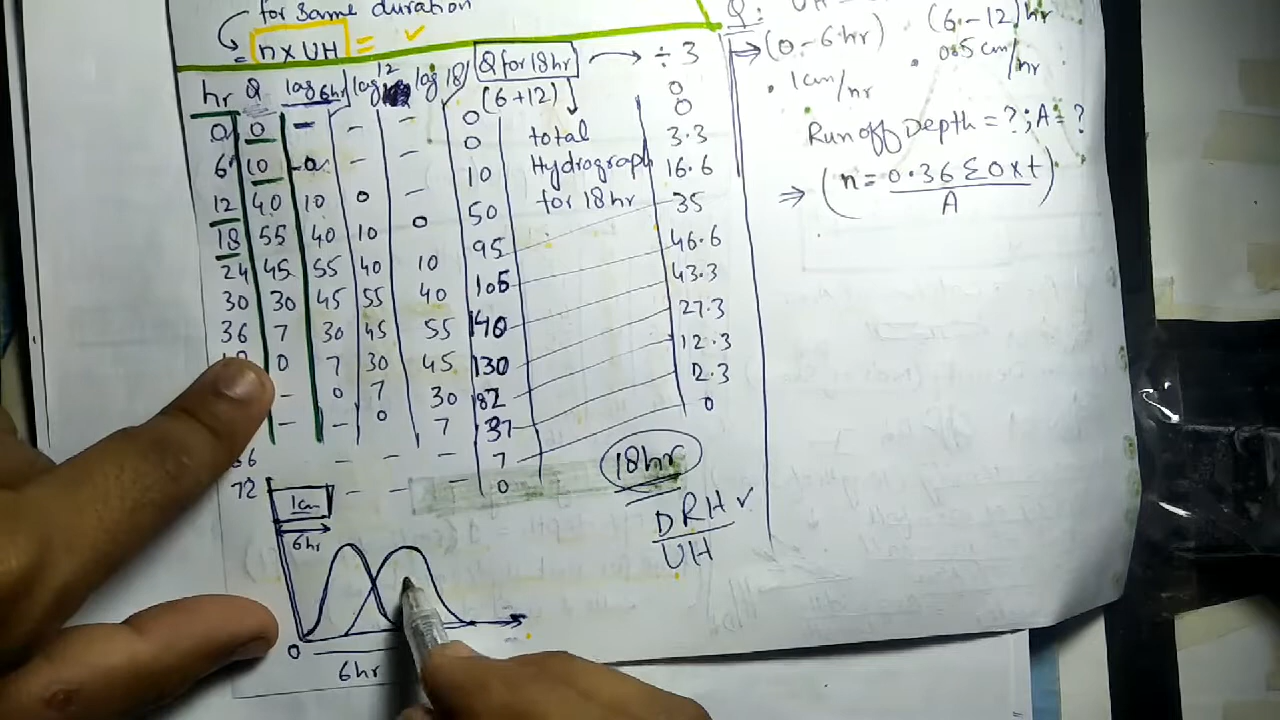 for same duration
= n x UH = ✓
hr Q lag 6hr lag 12 lag 18 Q for 18hr → ÷ 3
(6+12)
0 0 - - - 0 0
0 total 0
6 10 0 - - 10 Hydrograph 3.3
12 40 10 0 - 50 for 18hr 16.6
18 55 40 10 0 95 35
24 45 55 40 10 105 46.6
30 30 45 55 40 140 43.3
36 7 30 45 55 130 27.3
0 7 30 45 82 12.3
- 0 7 30 37 2.3
- - 0 7 7 0
- - - 0
72 - - -
18hr
DRH ✓
UH
1cm
6hr
0
6hr
Q.
⇒ (0-6hr) (6-12)hr
. 1cm/hr . 0.5 cm/hr
Runoff Depth = ? ; A = ?
⇒ (n = 0.36 ΣO x t / A)